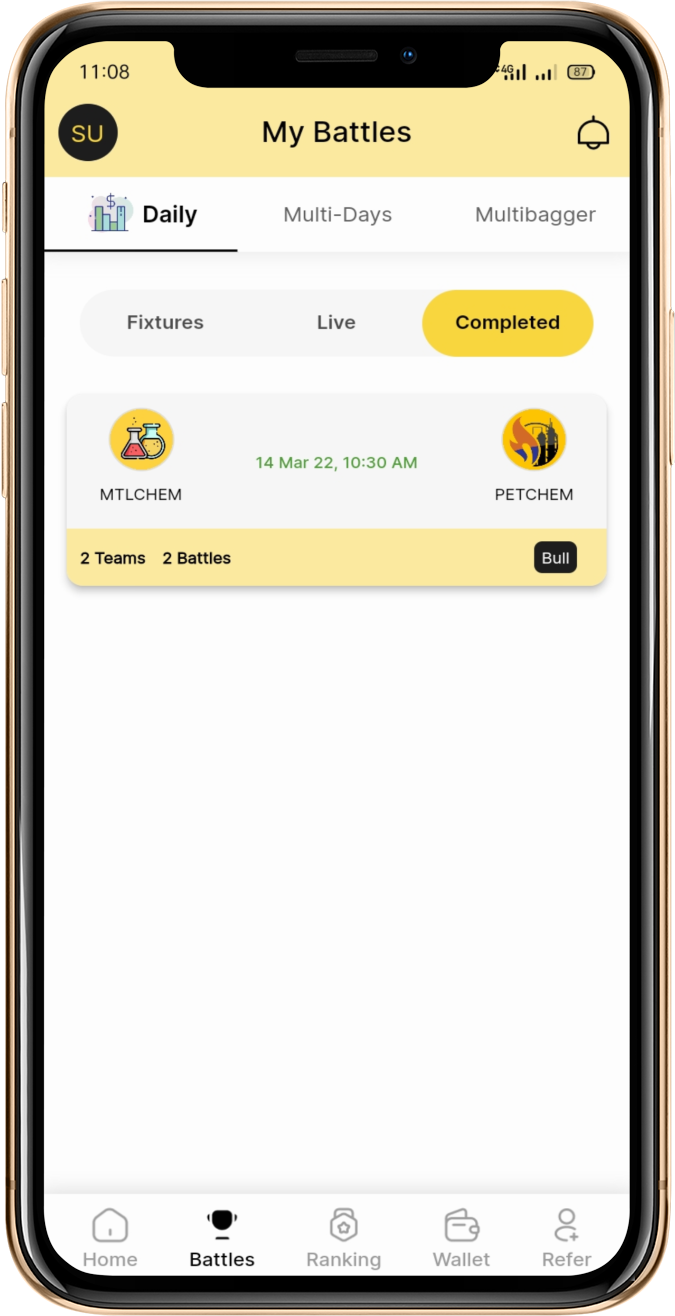 11:08 4G 87
SU My Battles
$ Daily Multi-Days Multibagger
Fixtures Live Completed
14 Mar 22, 10:30 AM
MTLCHEM PETCHEM
2 Teams 2 Battles Bull
Home Battles Ranking Wallet Refer